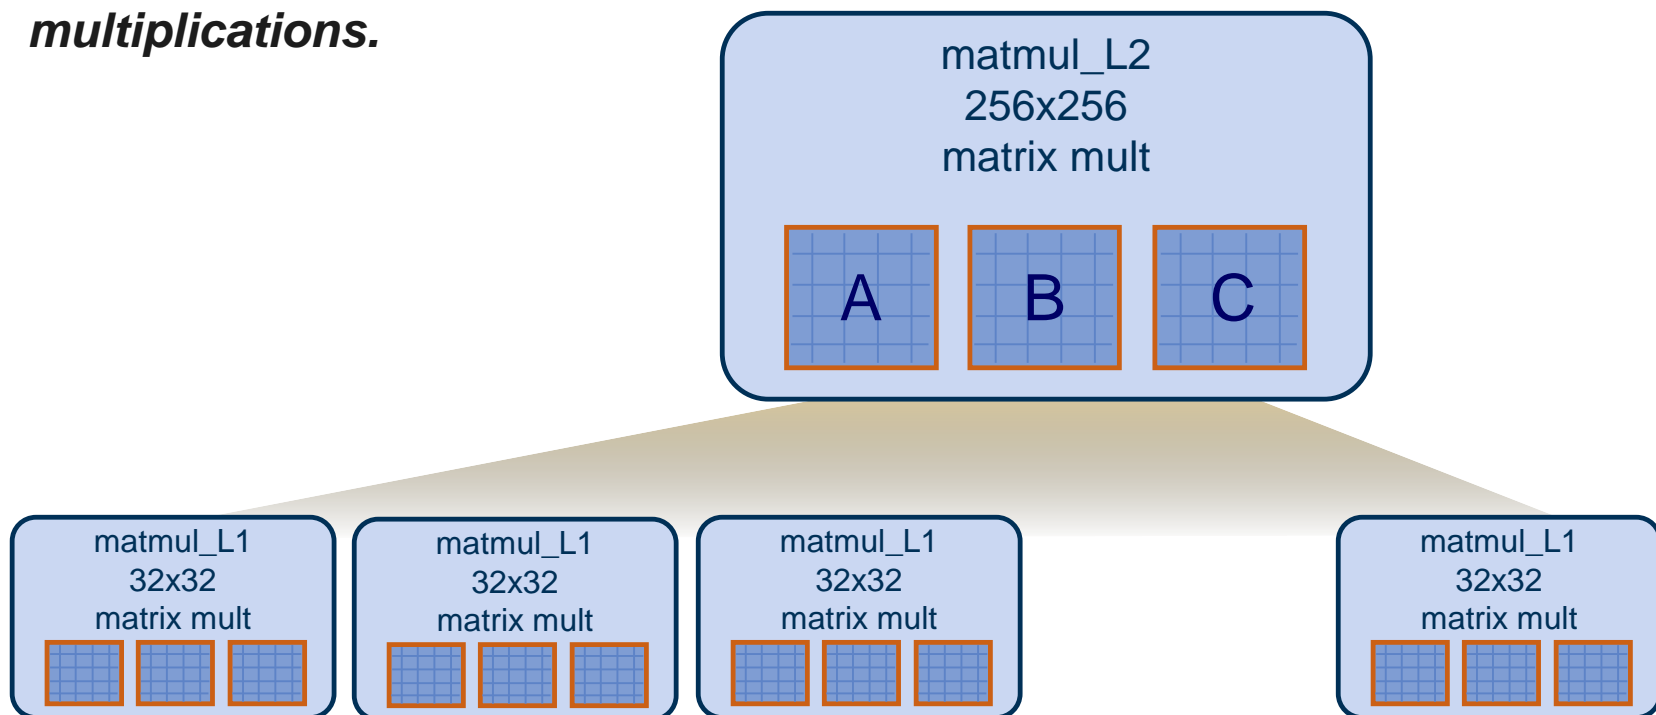 multiplications.
matmul_L2
256x256
matrix mult
A B C
matmul_L1
32x32
matrix mult
matmul_L1
32x32
matrix mult
matmul_L1
32x32
matrix mult
matmul_L1
32x32
matrix mult